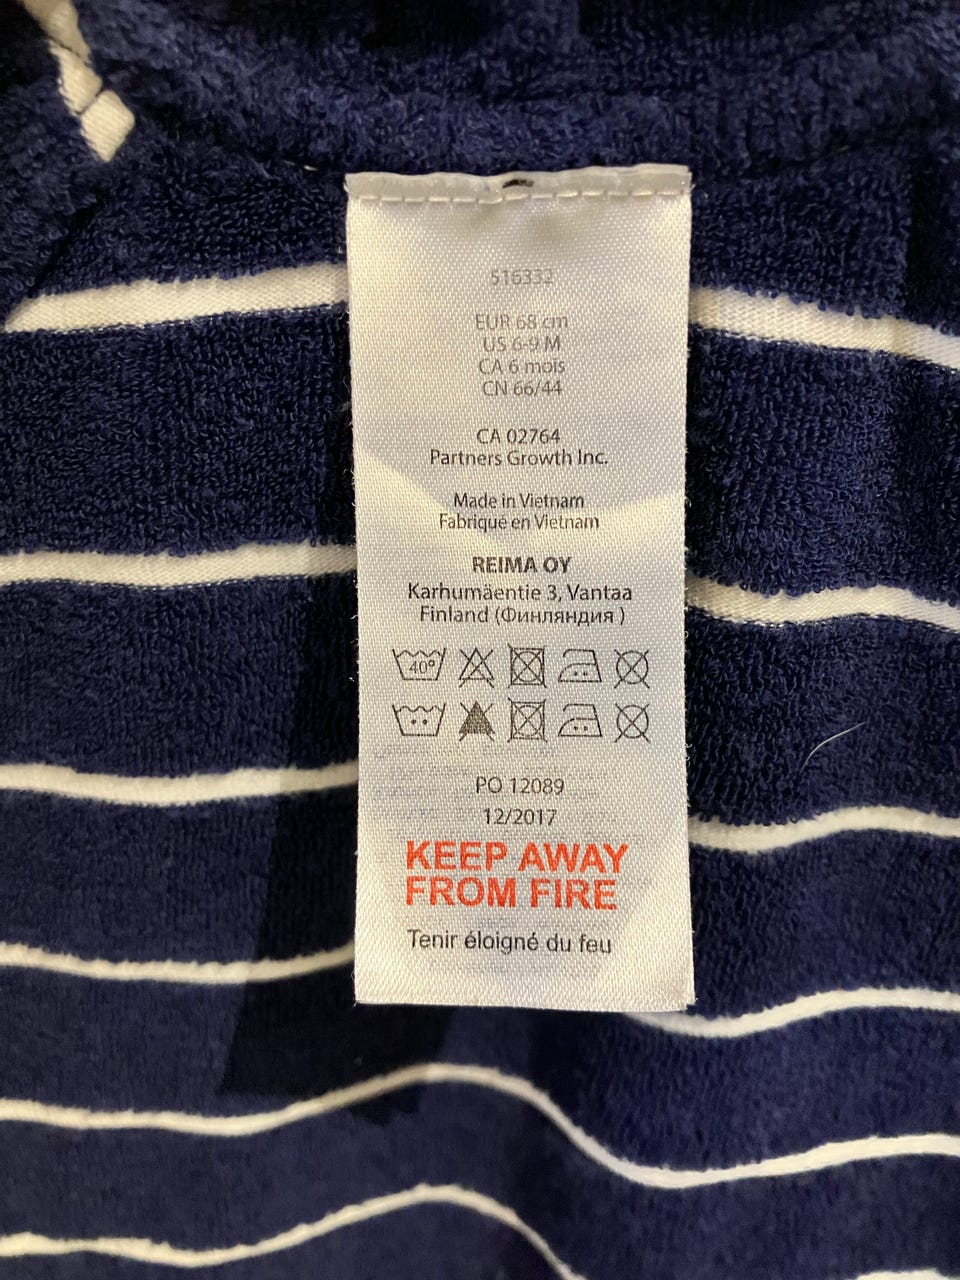 516332
EUR 68 cm
US 6-9 M
CA 6 mois
CN 66/44
CA 02764
Partners Growth Inc.
Made in Vietnam
Fabriqué en Vietnam
REIMA OY
Karhumäentie 3, Vantaa
Finland (Финляндия )
40°
PO 12089
12/2017
KEEP AWAY
FROM FIRE
Tenir éloigné du feu